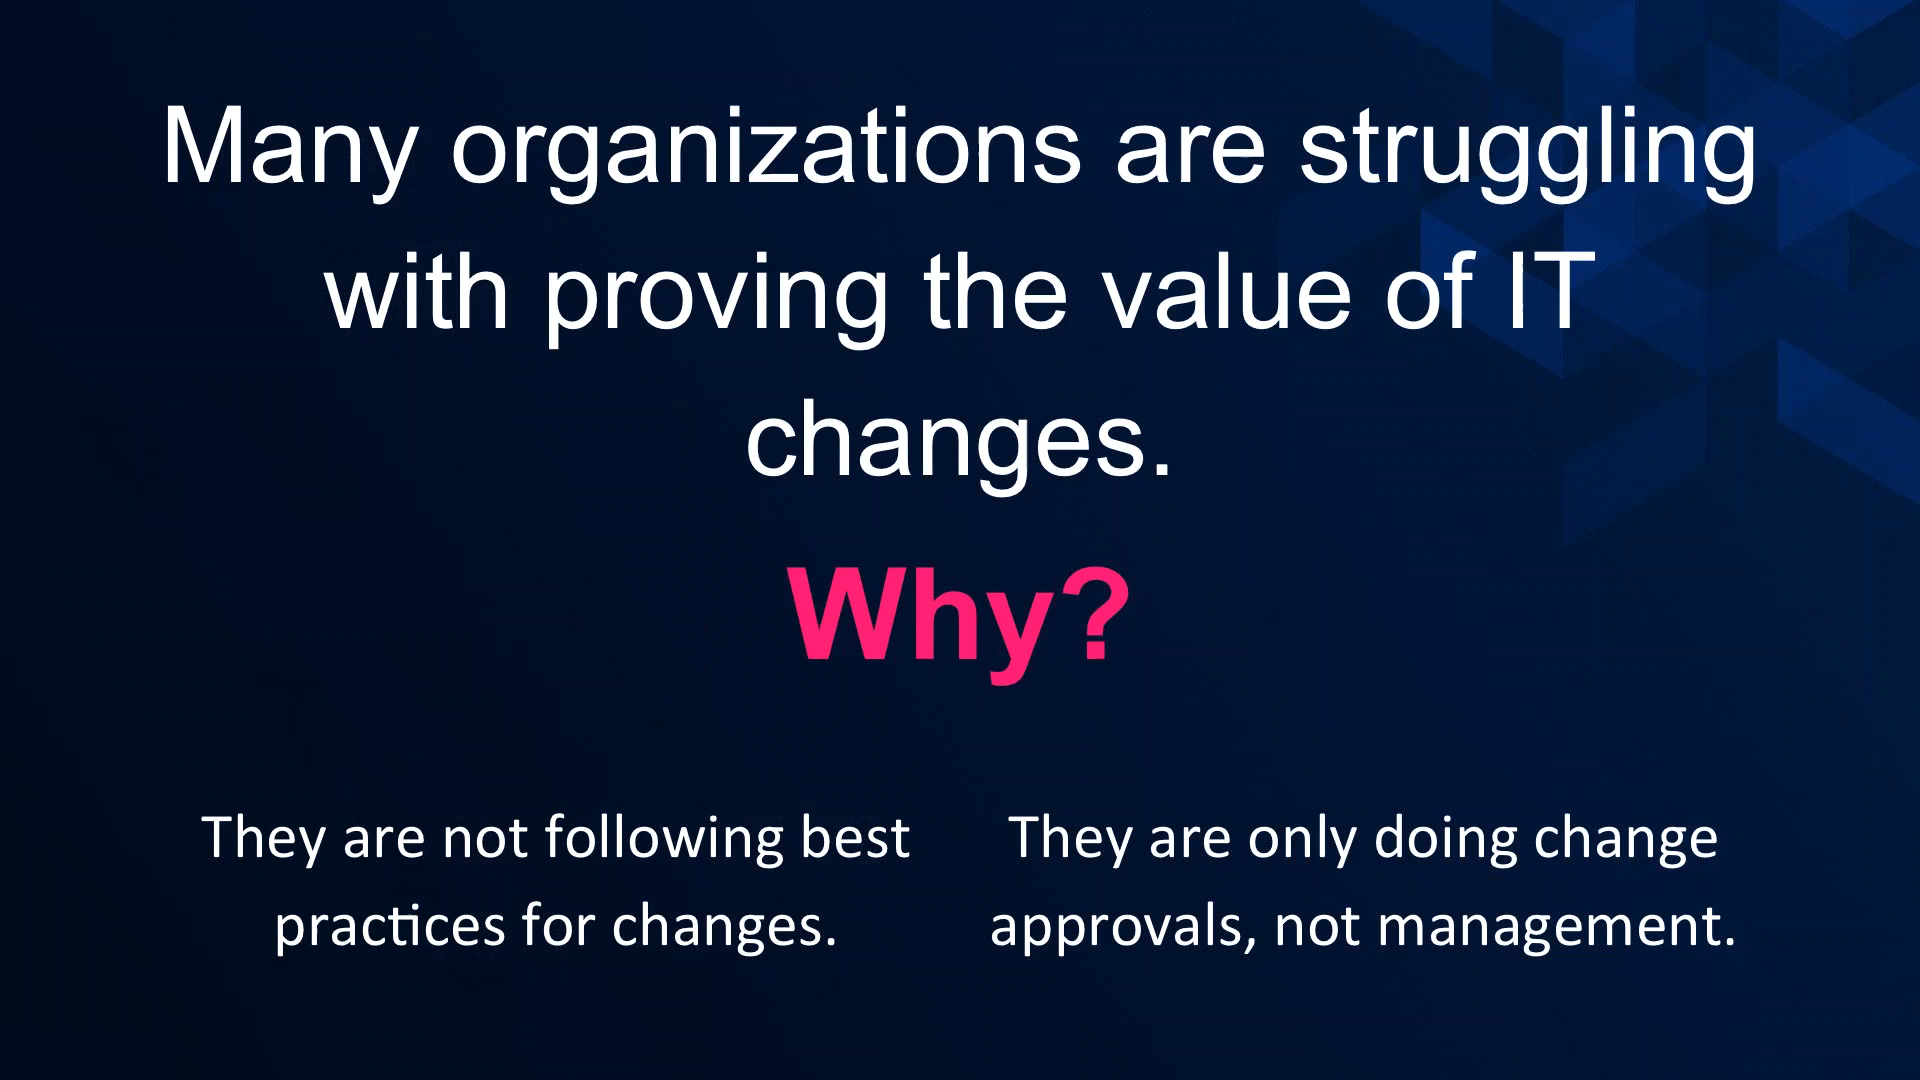 Many organizations are struggling
with proving the value of IT
changes.
Why?
They are not following best
practices for changes.
They are only doing change
approvals, not management.